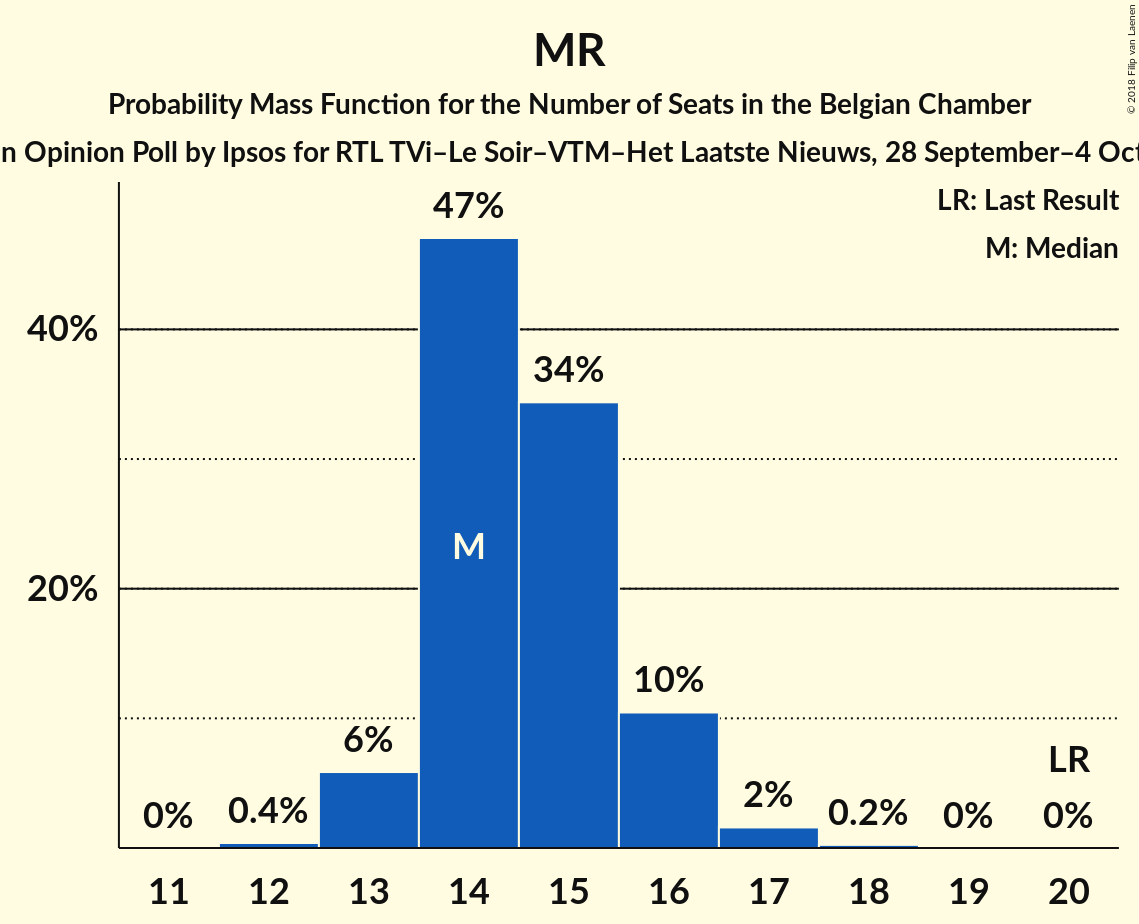 MR
Probability Mass Function for the Number of Seats in the Belgian Chamber
n Opinion Poll by Ipsos for RTL TVi–Le Soir–VTM–Het Laatste Nieuws, 28 September–4 Oct
© 2018 Filip van Laenen
LR: Last Result
M: Median
47%
40%
34%
M
20%
10%
6%
LR
0%
0.4%
2%
0.2%
0%
0%
11 12 13 14 15 16 17 18 19 20